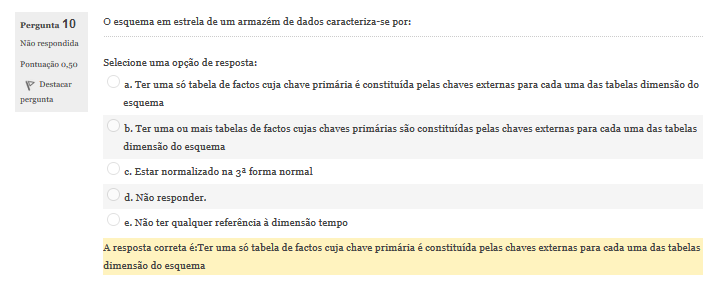 Pergunta 10
Não respondida
Pontuação 0,50
Destacar
pergunta
O esquema em estrela de um armazém de dados caracteriza-se por:
Selecione uma opção de resposta:
a. Ter uma só tabela de factos cuja chave primária é constituída pelas chaves externas para cada uma das tabelas dimensão do
esquema
b. Ter uma ou mais tabelas de factos cujas chaves primárias são constituídas pelas chaves externas para cada uma das tabelas
dimensão do esquema
c. Estar normalizado na 3ª forma normal
d. Não responder.
e. Não ter qualquer referência à dimensão tempo
A resposta correta é:Ter uma só tabela de factos cuja chave primária é constituída pelas chaves externas para cada uma das tabelas
dimensão do esquema